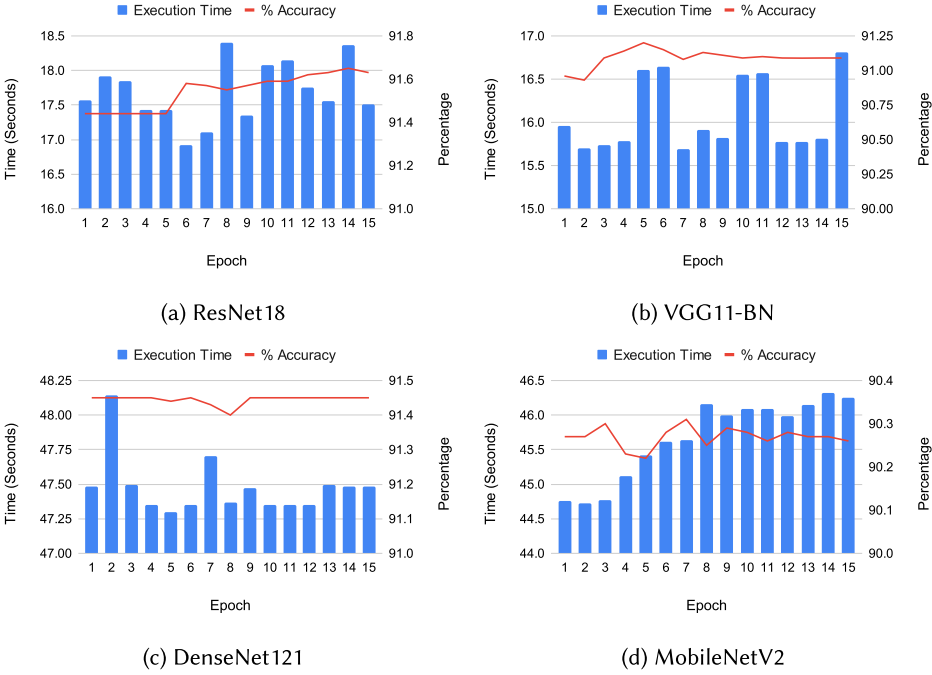 Execution Time % Accuracy
Time (Seconds)
18.5
18.0
17.5
17.0
16.5
16.0
91.8
91.6
91.4
91.2
91.0
Percentage
1 2 3 4 5 6 7 8 9 10 11 12 13 14 15
Epoch
(a) ResNet18
Execution Time % Accuracy
Time (Seconds)
17.0
16.5
16.0
15.5
15.0
91.25
91.00
90.75
90.50
90.25
90.00
Percentage
1 2 3 4 5 6 7 8 9 10 11 12 13 14 15
Epoch
(b) VGG11-BN
Execution Time % Accuracy
Time (Seconds)
48.25
48.00
47.75
47.50
47.25
47.00
91.5
91.4
91.3
91.2
91.1
91.0
Percentage
1 2 3 4 5 6 7 8 9 10 11 12 13 14 15
Epoch
(c) DenseNet121
Execution Time % Accuracy
Time (Seconds)
46.5
46.0
45.5
45.0
44.5
44.0
90.4
90.3
90.2
90.1
90.0
Percentage
1 2 3 4 5 6 7 8 9 10 11 12 13 14 15
Epoch
(d) MobileNetV2